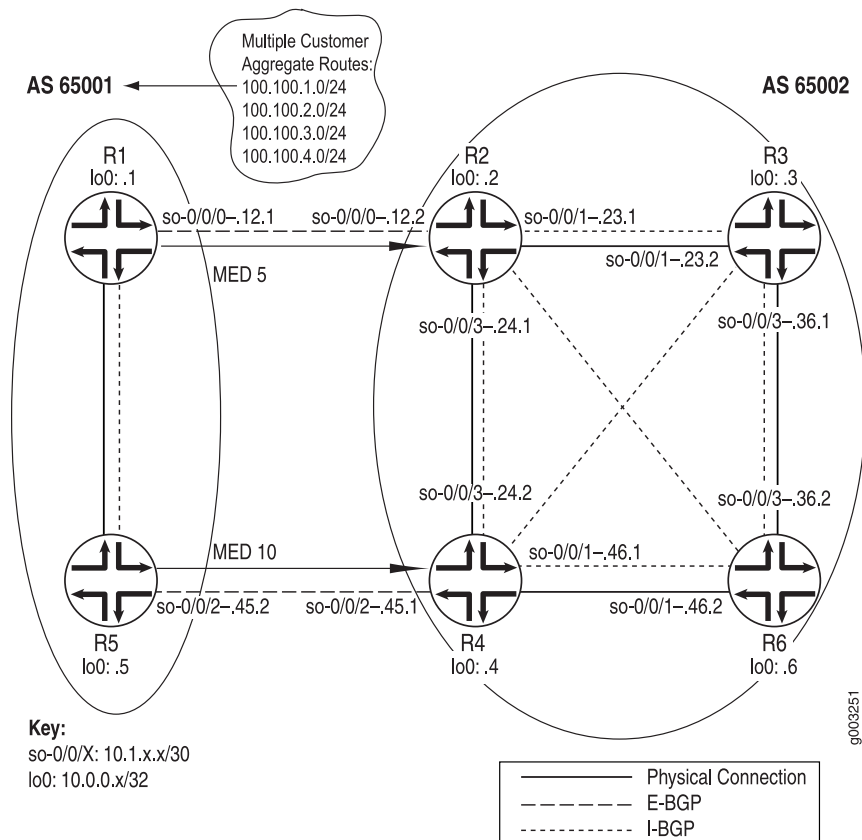 Multiple Customer
Aggregate Routes:
100.100.1.0/24
100.100.2.0/24
100.100.3.0/24
100.100.4.0/24
AS 65001
AS 65002
R1
lo0: .1
R2
lo0: .2
R3
lo0: .3
so-0/0/0–.12.1
so-0/0/0–.12.2
so-0/0/1–.23.1
MED 5
so-0/0/1–.23.2
so-0/0/3–.24.1
so-0/0/3–.36.1
so-0/0/3–.24.2
so-0/0/3–.36.2
MED 10
so-0/0/1–.46.1
so-0/0/2–.45.2
so-0/0/2–.45.1
so-0/0/1–.46.2
R5
lo0: .5
R4
lo0: .4
R6
lo0: .6
Key:
so-0/0/X: 10.1.x.x/30
lo0: 10.0.0.x/32
Physical Connection
E-BGP
I-BGP
g003251